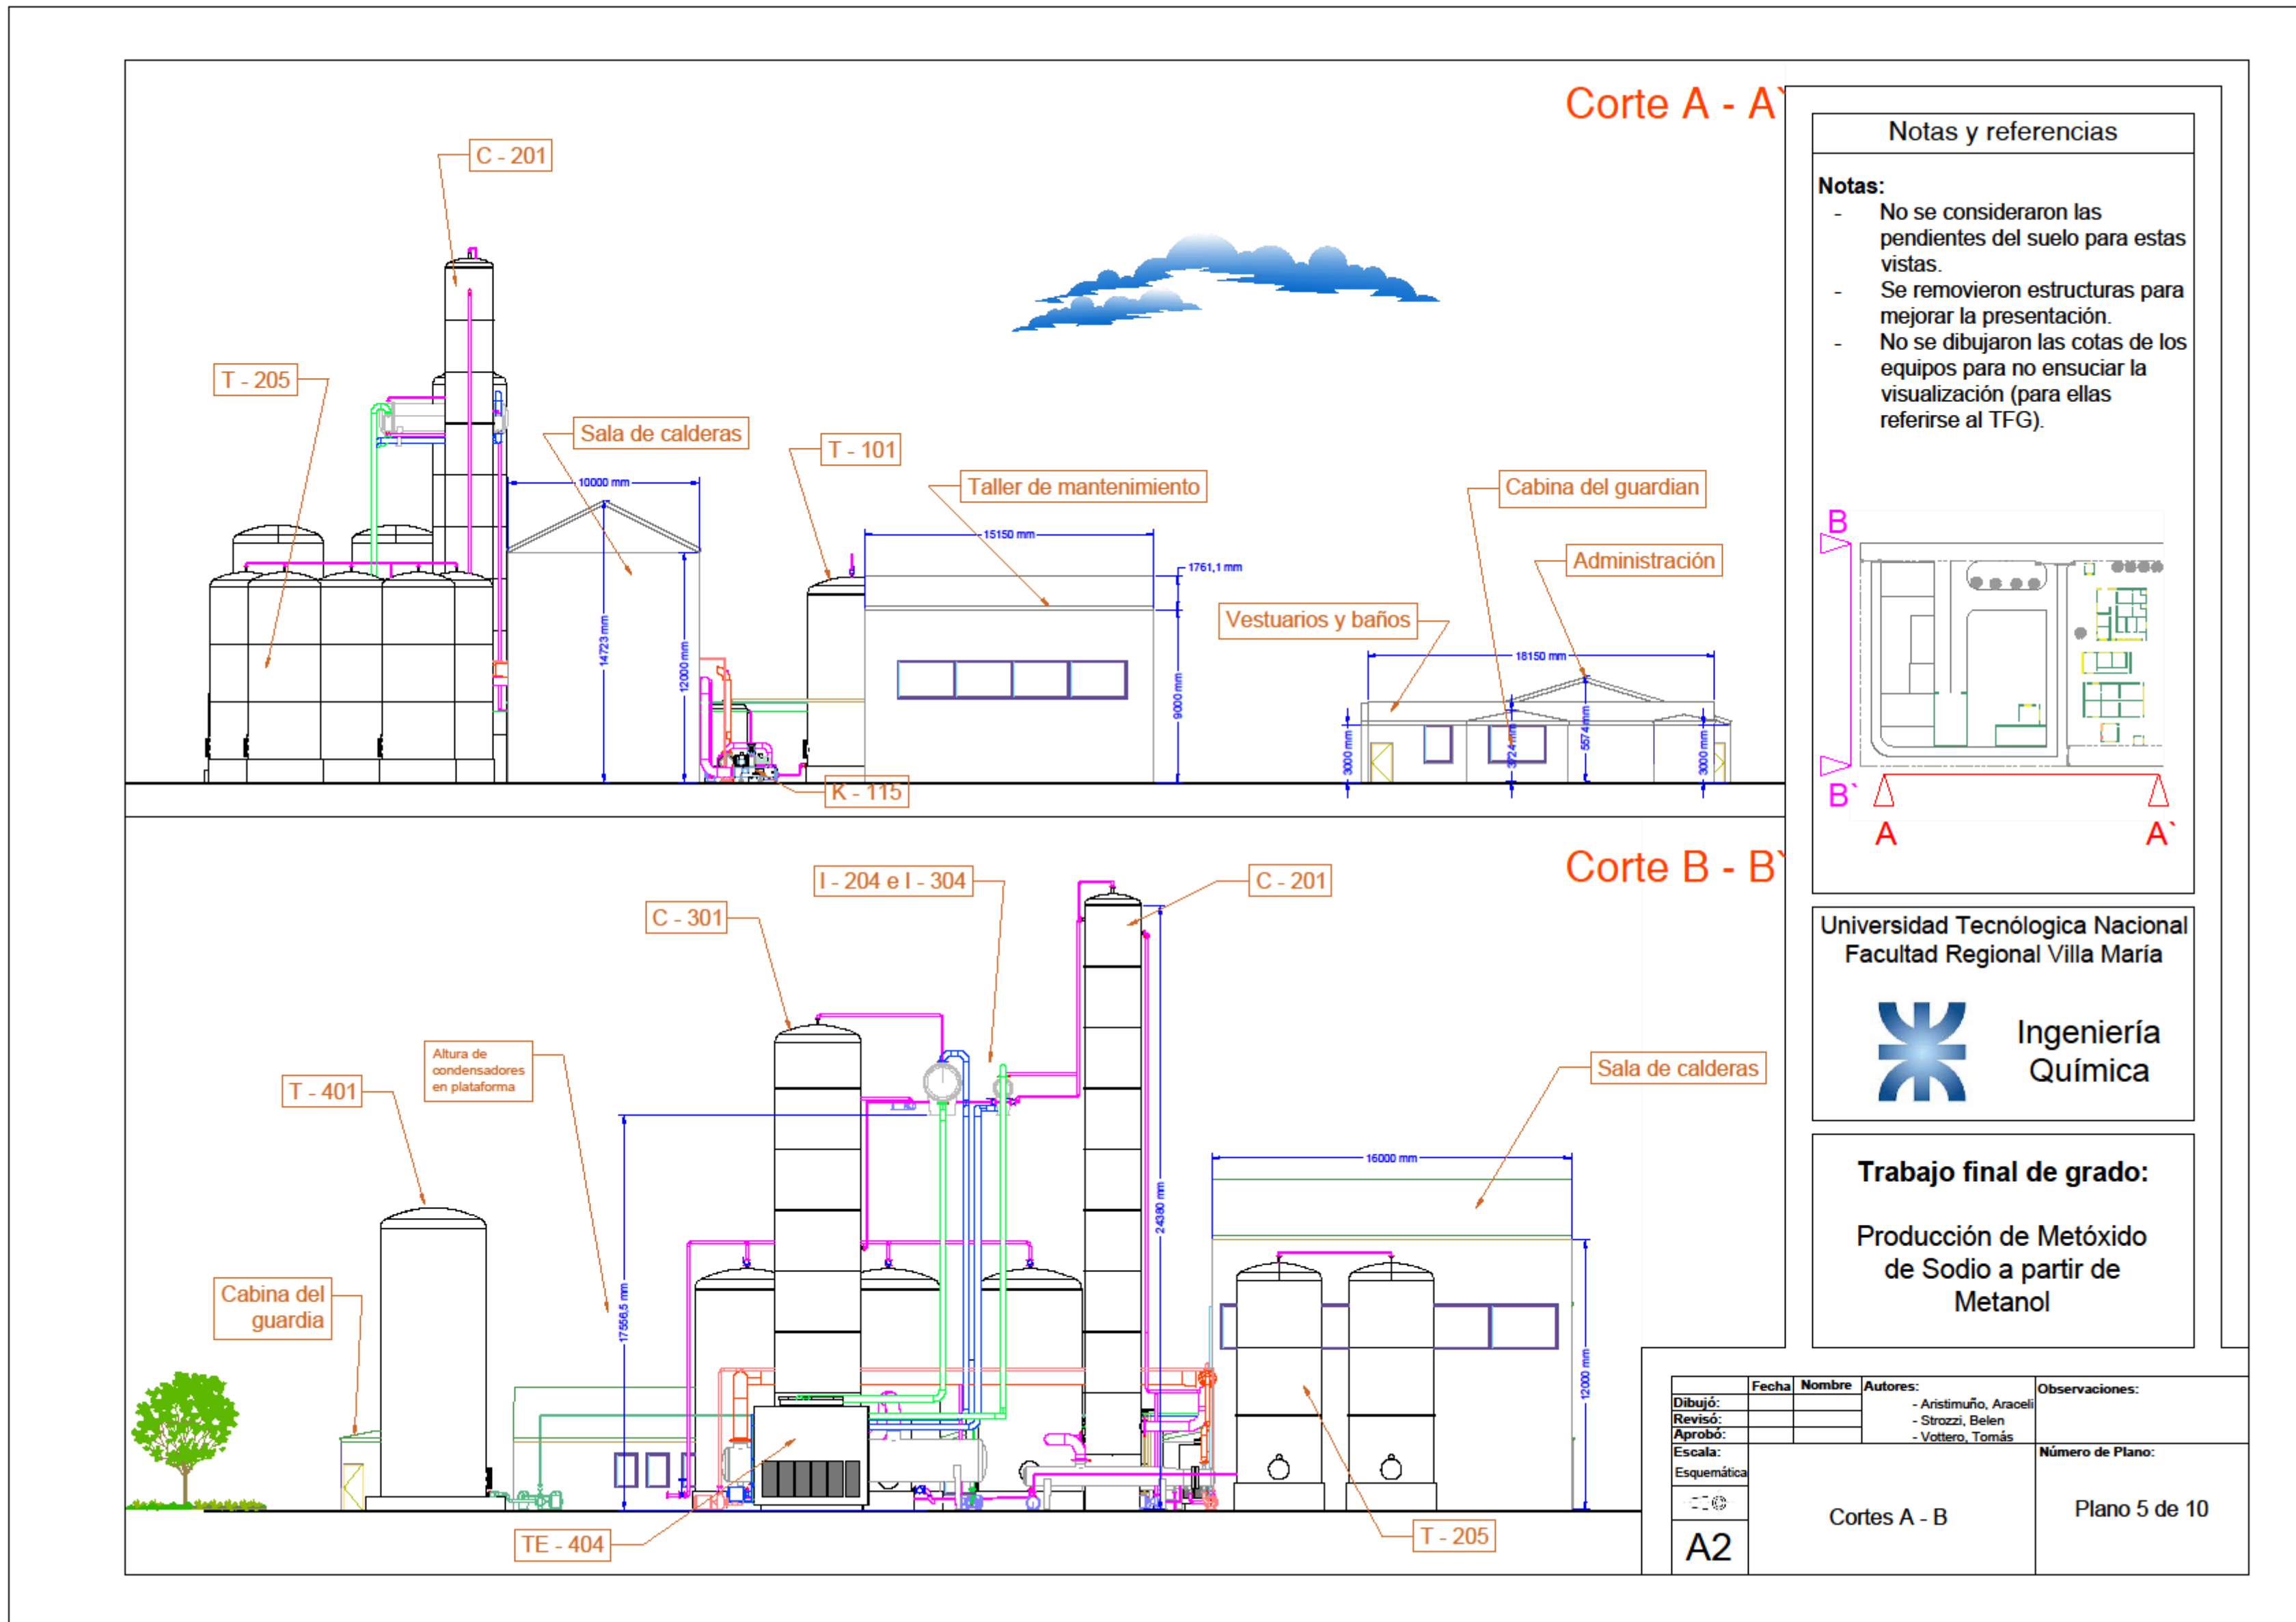 Corte A - A`
C - 201
T - 205
Sala de calderas
T - 101
Taller de mantenimiento
Cabina del guardian
Administración
Vestuarios y baños
K - 115
10000 mm
14723 mm
12000 mm
15150 mm
1761,1 mm
9000 mm
18150 mm
3000 mm
3724 mm
5574 mm
3000 mm
Corte B - B`
I - 204 e I - 304
C - 201
C - 301
Altura de
condensadores
en plataforma
T - 401
Sala de calderas
Cabina del
guardia
TE - 404
T - 205
17556,5 mm
24380 mm
16000 mm
12000 mm
Notas y referencias
Notas:
- No se consideraron las
pendientes del suelo para estas
vistas.
- Se removieron estructuras para
mejorar la presentación.
- No se dibujaron las cotas de los
equipos para no ensuciar la
visualización (para ellas
referirse al TFG).
B
B`
A
A`
Universidad Tecnólogica Nacional
Facultad Regional Villa María
Ingeniería
Química
Trabajo final de grado:
Producción de Metóxido
de Sodio a partir de
Metanol
Fecha Nombre Autores: Observaciones:
Dibujó: - Aristimuño, Araceli
Revisó: - Strozzi, Belen
Aprobó: - Vottero, Tomás
Escala: Número de Plano:
Esquemática
Cortes A - B
Plano 5 de 10
A2